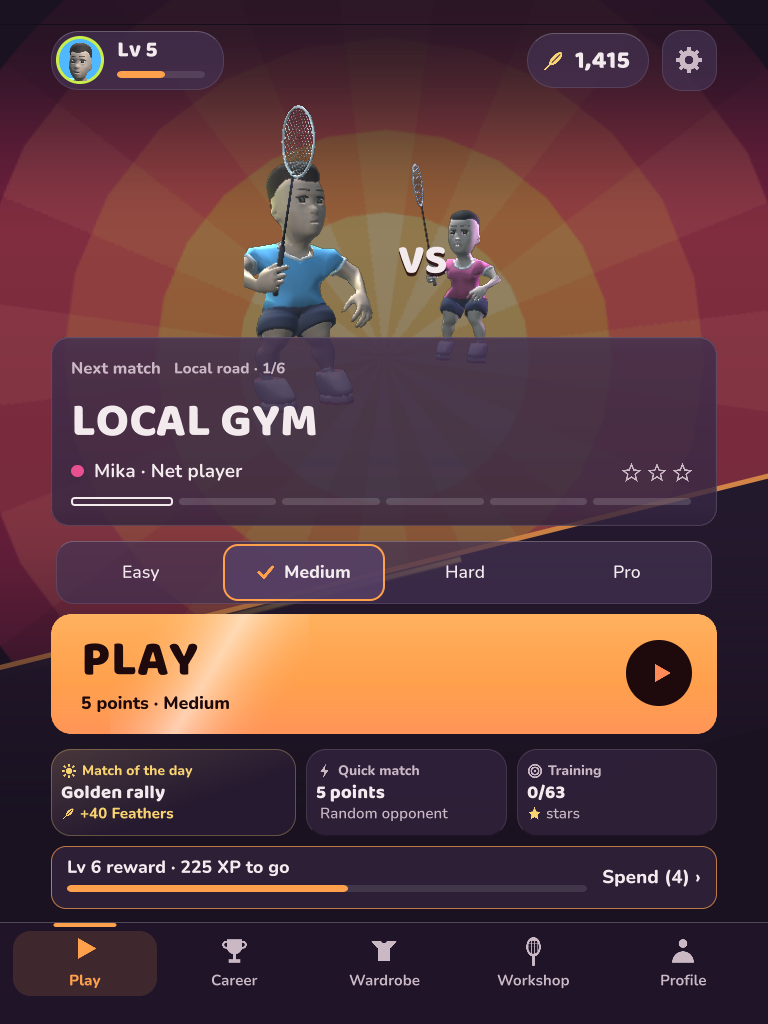 Lv 5
1,415
VS
Next match Local road · 1/6
LOCAL GYM
Mika · Net player
Easy
Medium
Hard
Pro
PLAY
5 points · Medium
Match of the day
Golden rally
+40 Feathers
Quick match
5 points
Random opponent
Training
0/63
stars
Lv 6 reward · 225 XP to go
Spend (4) ›
Play
Career
Wardrobe
Workshop
Profile